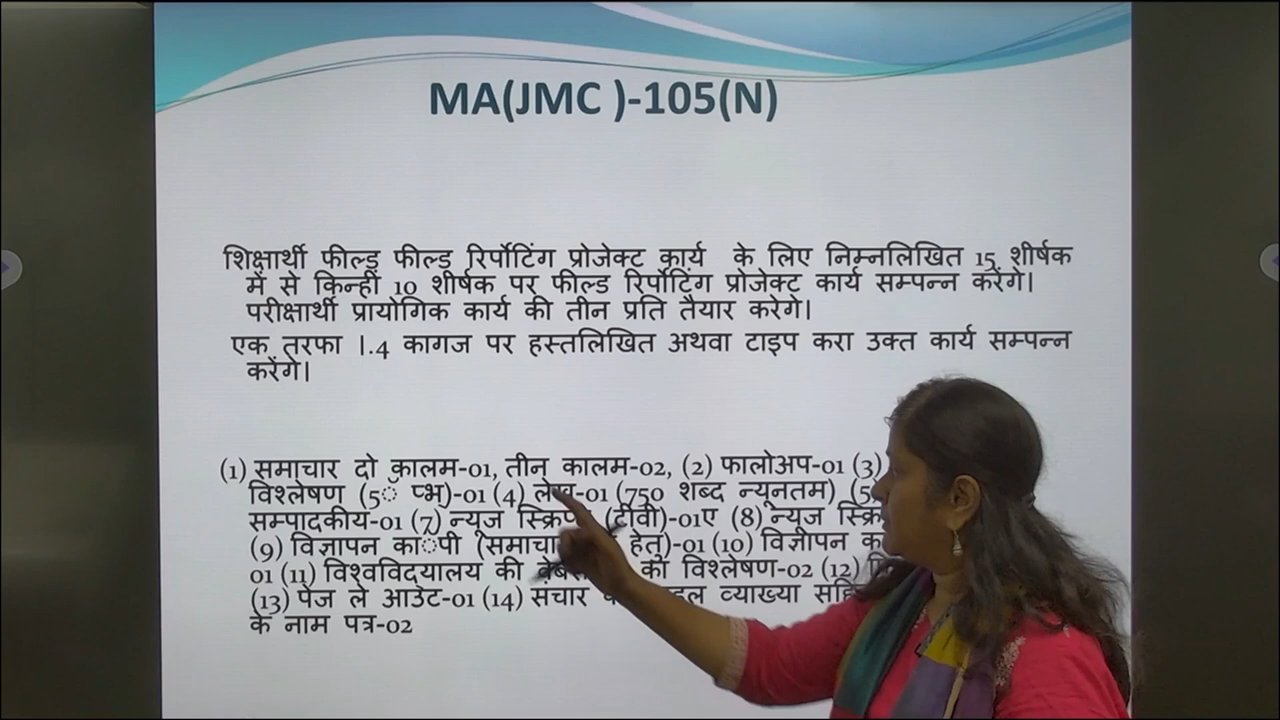 MA(JMC )-105(N)
शिक्षार्थी फील्ड फील्ड रिर्पोटिंग प्रोजेक्ट कार्य के लिए निम्नलिखित 15 शीर्षक
में से किन्हीं 10 शीर्षक पर फील्ड रिर्पोटिंग प्रोजेक्ट कार्य सम्पन्न करेंगे।
परीक्षार्थी प्रायोगिक कार्य की तीन प्रति तैयार करेगे।
एक तरफा ।.4 कागज पर हस्तलिखित अथवा टाइप करा उक्त कार्य सम्पन्न
करेंगे।
(1) समाचार दो कालम-01, तीन कालम-02, (2) फालोअप-01 (3)
विश्लेषण (5ॅ प्भ्)-01 (4) लेख-01 (750 शब्द न्यूनतम)
सम्पादकीय-01 (7) न्यूज (टीवी)-01ए (8) न्यूज
(9) विज्ञापन काॅपी हेतु)-01 (10) विज्ञापन
01 (11) विश्वविद्यालय की का विश्लेषण-02 (12)
(13) पेज ले आउट-01 (14) संचार व्याख्या
के नाम पत्र-02